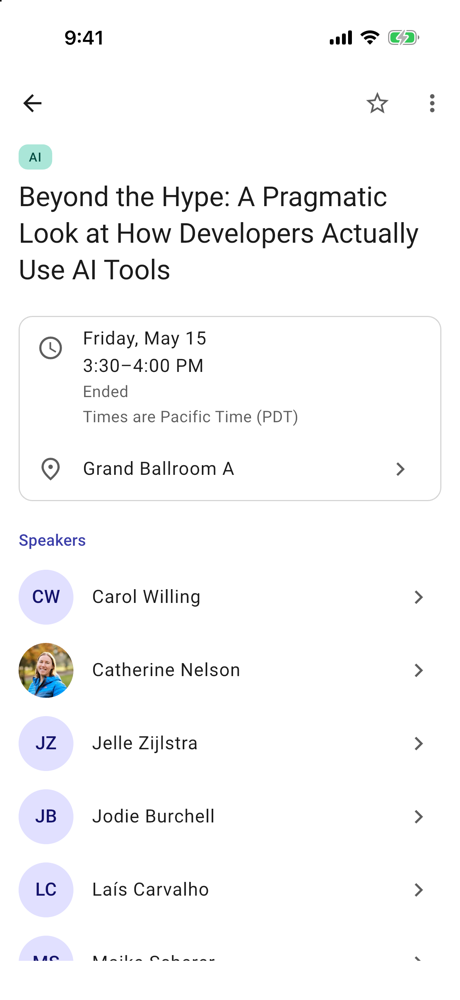 9:41
AI
Beyond the Hype: A Pragmatic
Look at How Developers Actually
Use AI Tools
Friday, May 15
3:30–4:00 PM
Ended
Times are Pacific Time (PDT)
Grand Ballroom A
Speakers
CW
Carol Willing
Catherine Nelson
JZ
Jelle Zijlstra
JB
Jodie Burchell
LC
Laís Carvalho
MS